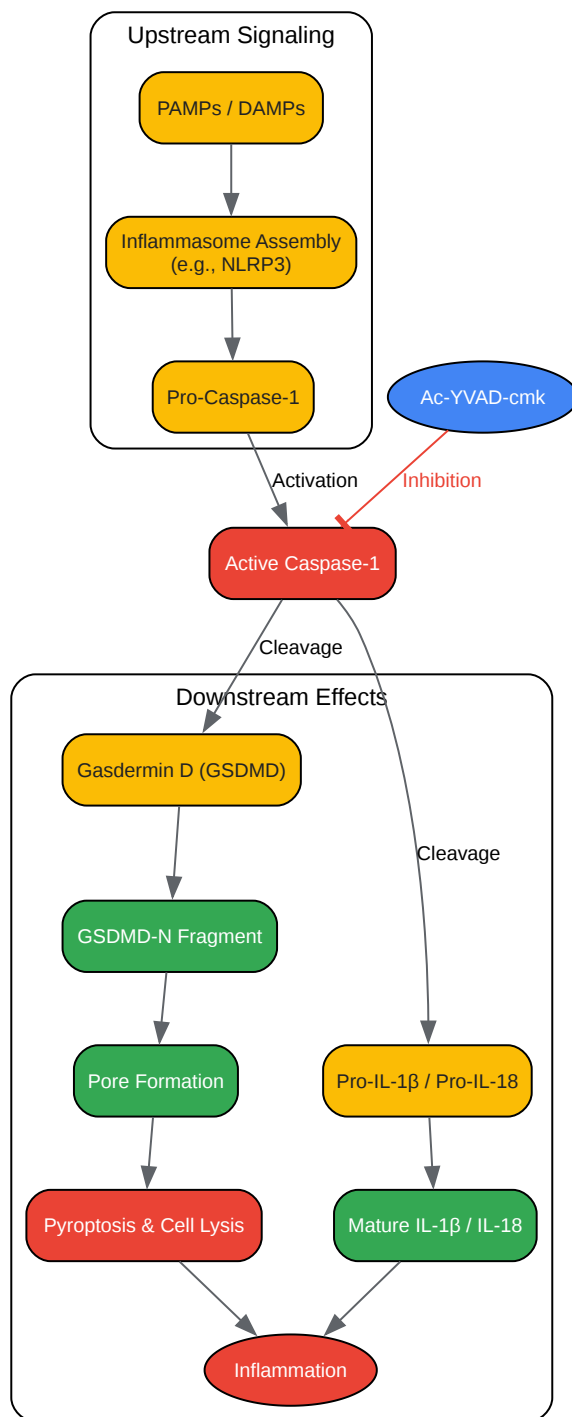 Upstream Signaling
PAMPs / DAMPs
Inflammasome Assembly
(e.g., NLRP3)
Pro-Caspase-1
Ac-YVAD-cmk
Activation
Inhibition
Active Caspase-1
Cleavage
Downstream Effects
Gasdermin D (GSDMD)
Cleavage
GSDMD-N Fragment
Pore Formation
Pro-IL-1β / Pro-IL-18
Pyroptosis & Cell Lysis
Mature IL-1β / IL-18
Inflammation